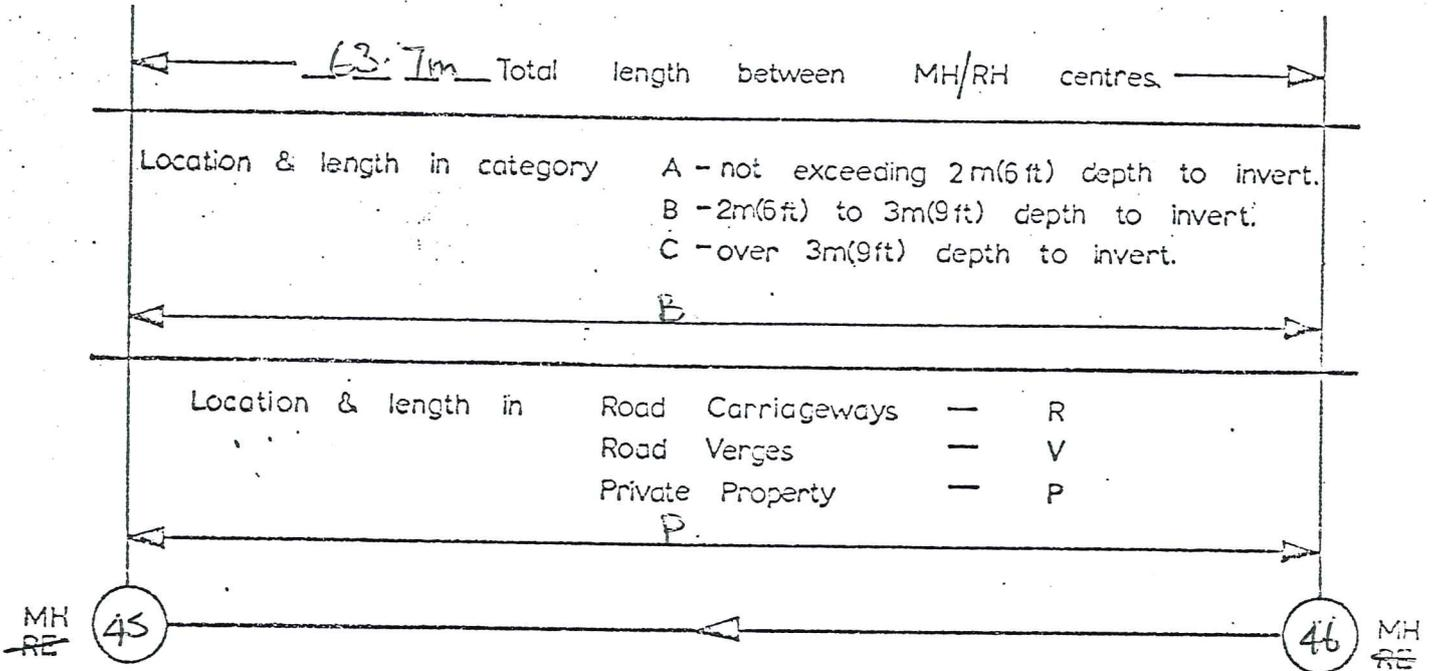 63.7m Total length between MH/RH centres.
Location & length in category A - not exceeding 2m(6ft) depth to invert.
B - 2m(6ft) to 3m(9ft) depth to invert.
C - over 3m(9ft) depth to invert.
B
Location & length in Road Carriageways — R
Road Verges — V
Private Property — P
P
MH 45 46 MH
RE RE